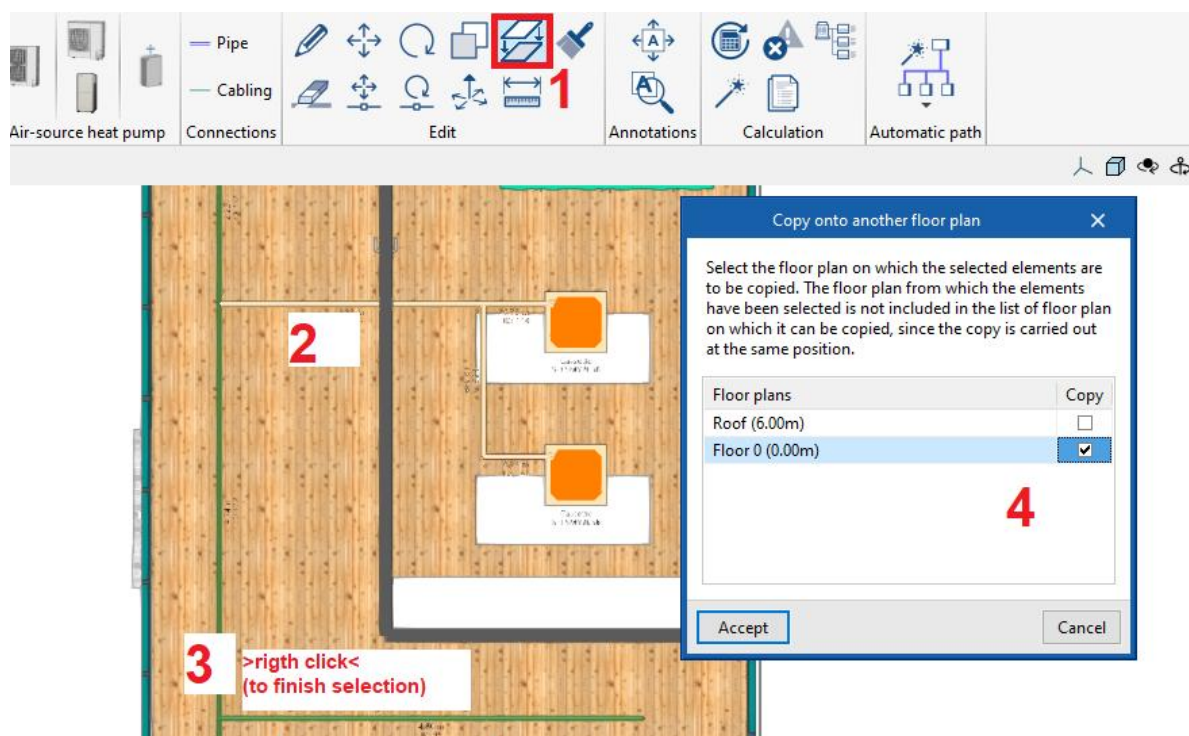 Pipe
Cabling
1
Air-source heat pump
Connections
Edit
Annotations
Calculation
Automatic path
Copy onto another floor plan
Select the floor plan on which the selected elements are
to be copied. The floor plan from which the elements
have been selected is not included in the list of floor plan
on which it can be copied, since the copy is carried out
at the same position.
Floor plans Copy
Roof (6.00m)
Floor 0 (0.00m)
4
Accept
Cancel
2
3
>rigth click<
(to finish selection)